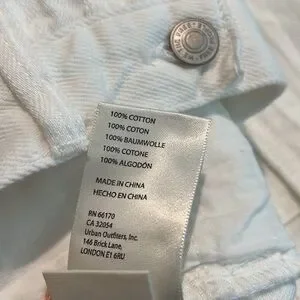 100% COTTON
100% COTON
100% BAUMWOLLE
100% COTONE
100% ALGODÓN
MADE IN CHINA
HECHO EN CHINA
RN 66170
CA 32054
Urban Outfitters, Inc.
146 Brick Lane,
LONDON E1 6RU